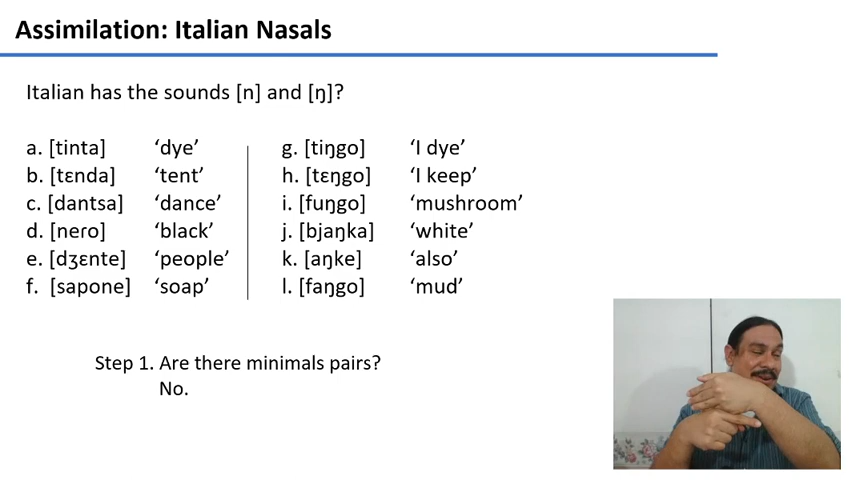 Assimilation: Italian Nasals
Italian has the sounds [n] and [ŋ]?
a. [tinta] ‘dye’
b. [tɛnda] ‘tent’
c. [dantsa] ‘dance’
d. [nero] ‘black’
e. [dʒɛnte] ‘people’
f. [sapone] ‘soap’
g. [tiŋgo] ‘I dye’
h. [tɛŋgo] ‘I keep’
i. [fuŋgo] ‘mushroom’
j. [bjaŋka] ‘white’
k. [aŋke] ‘also’
l. [faŋgo] ‘mud’
Step 1. Are there minimals pairs?
No.